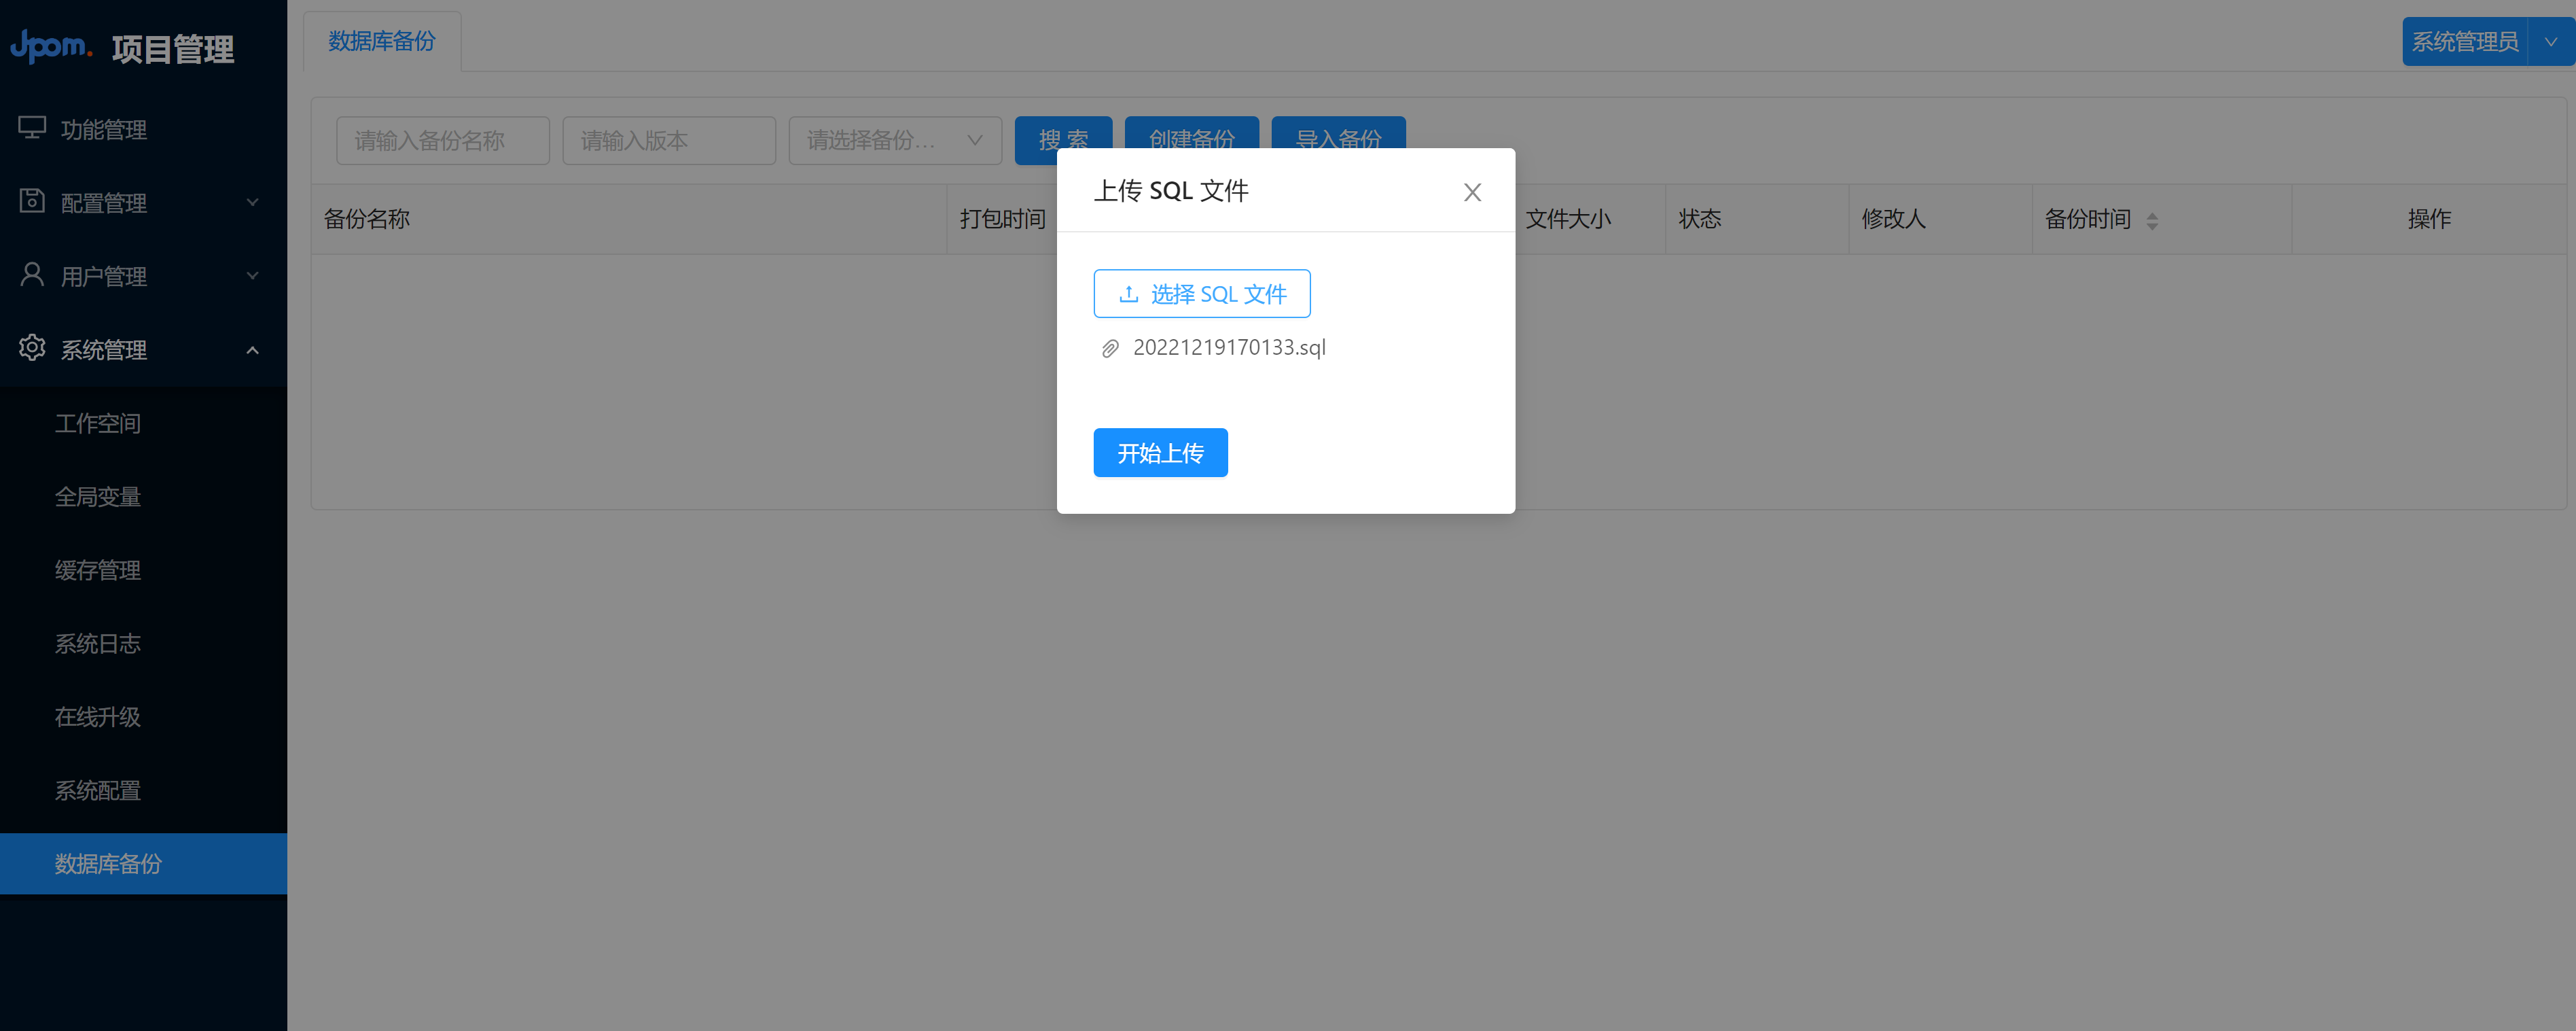 Jpom. 项目管理
功能管理
配置管理
用户管理
系统管理
工作空间
全局变量
缓存管理
系统日志
在线升级
系统配置
数据库备份
数据库备份
系统管理员
请输入备份名称
请输入版本
请选择备份...
搜 索
创建备份
导入备份
备份名称
打包时间
文件大小
状态
修改人
备份时间
操作
上传 SQL 文件
选择 SQL 文件
20221219170133.sql
开始上传